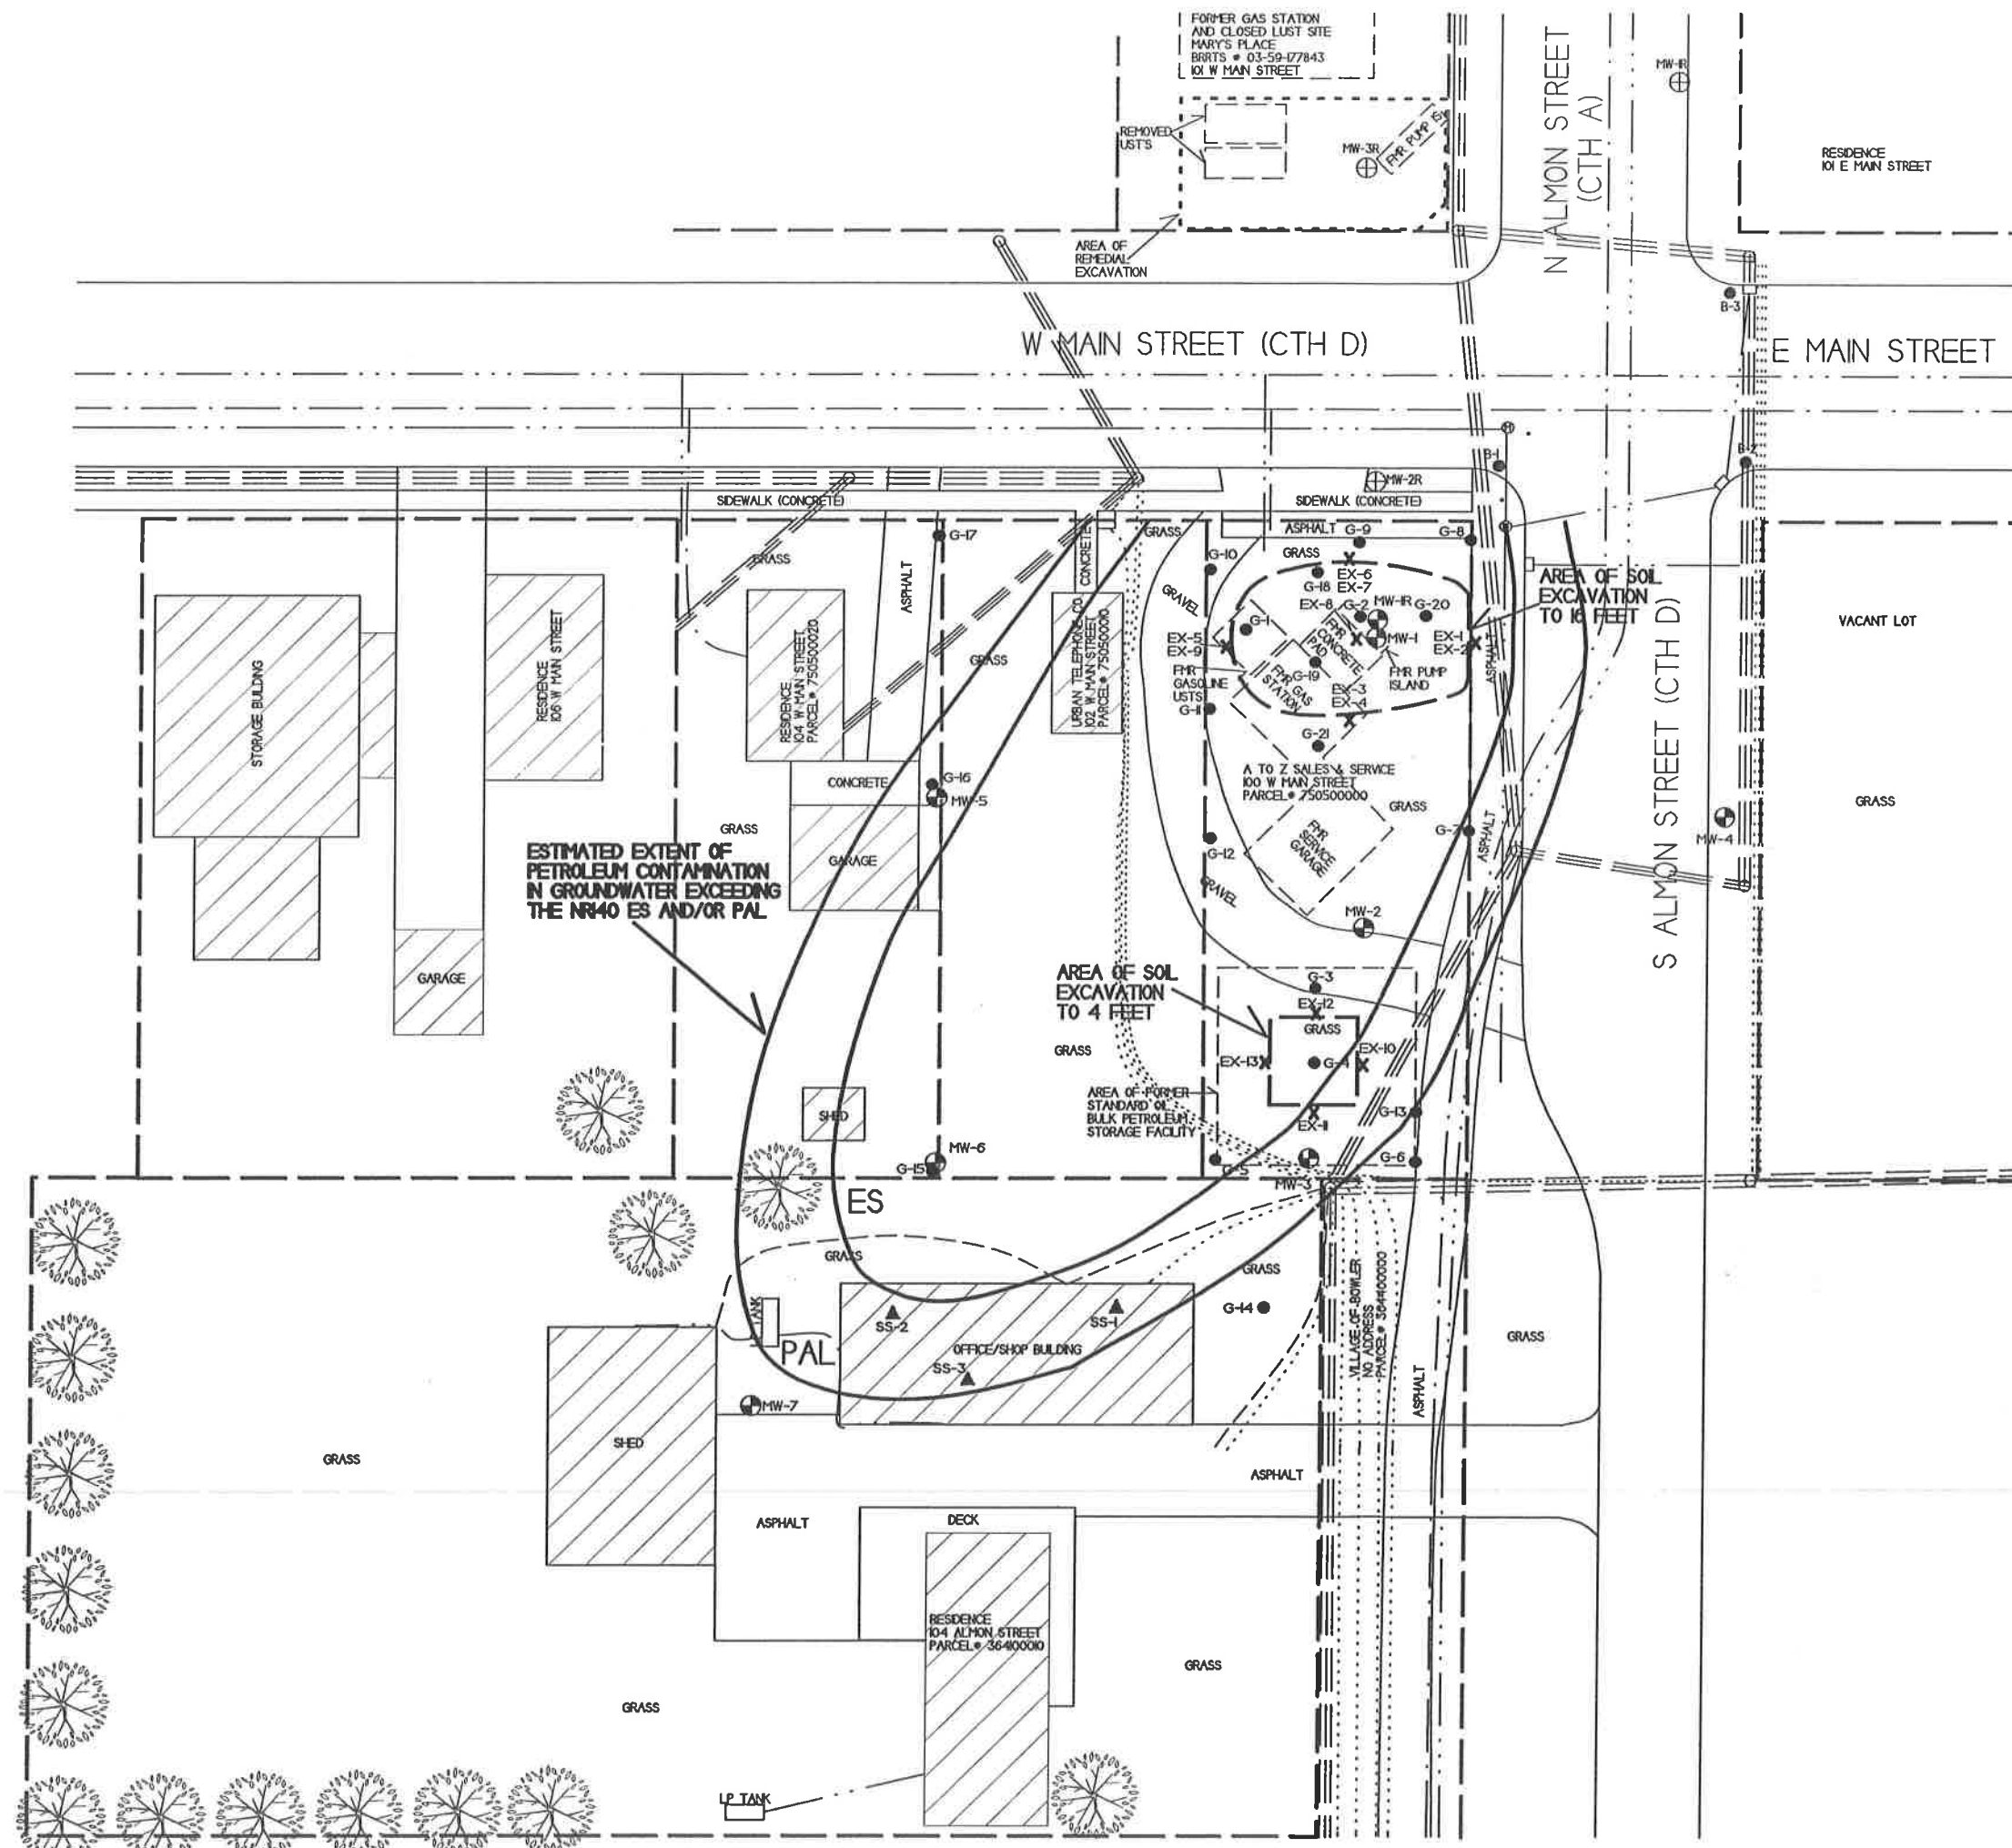 FORMER GAS STATION
AND CLOSED LUST SITE
MARY'S PLACE
BRRTS # 03-59-177843
101 W MAIN STREET
N ALMON STREET
(CTH A)
MW-1R
REMOVED
UST'S
MW-3R
FMR PUMP ISL
RESIDENCE
101 E MAIN STREET
AREA OF
REMEDIAL
EXCAVATION
B-3
W MAIN STREET (CTH D)
E MAIN STREET
B-1
B-2
MW-2R
SIDEWALK (CONCRETE)
SIDEWALK (CONCRETE)
G-17
GRASS
ASPHALT
CONCRETE
GRASS
ASPHALT
G-9
G-8
GRASS
G-10
EX-6
EX-7
G-18
EX-8
G-2
MW-1R
G-20
GRAVEL
G-1
MW-1
EX-1
EX-2
ASPHALT
EX-5
EX-9
FMR
CONCRETE
PAD
AREA OF SOIL
EXCAVATION
TO 16 FEET
VACANT LOT
FMR
GASOLINE
USTS
G-19
FMR GAS
STATION
EX-3
EX-4
FMR PUMP
ISLAND
G-11
G-21
STORAGE BUILDING
RESIDENCE
106 W MAIN STREET
RESIDENCE
104 W MAIN STREET
PARCEL# 750500020
GRASS
URBAN TELEPHONE CO
102 W MAIN STREET
PARCEL# 750500010
A TO Z SALES & SERVICE
100 W MAIN STREET
PARCEL# 750500000
GRASS
S ALMON STREET (CTH D)
CONCRETE
G-16
MW-5
GRASS
GRASS
G-7
ASPHALT
MW-4
FMR
SERVICE
GARAGE
G-12
GRAVEL
ESTIMATED EXTENT OF
PETROLEUM CONTAMINATION
IN GROUNDWATER EXCEEDING
THE NR140 ES AND/OR PAL
GARAGE
MW-2
GARAGE
AREA OF SOIL
EXCAVATION
TO 4 FEET
G-3
EX-12
GRASS
GRASS
EX-13
G-4
EX-10
AREA OF FORMER
STANDARD OIL
BULK PETROLEUM
STORAGE FACILITY
G-13
EX-11
SHED
MW-6
G-15
G-5
MW-3
G-6
ES
GRASS
GRASS
TANK
SS-2
SS-1
G-14
OFFICE/SHOP BUILDING
PAL
SS-3
VILLAGE OF BOWLER
NO ADDRESS
PARCEL# 364400000
GRASS
ASPHALT
MW-7
SHED
GRASS
ASPHALT
ASPHALT
DECK
RESIDENCE
104 ALMON STREET
PARCEL# 364100010
GRASS
GRASS
LP TANK